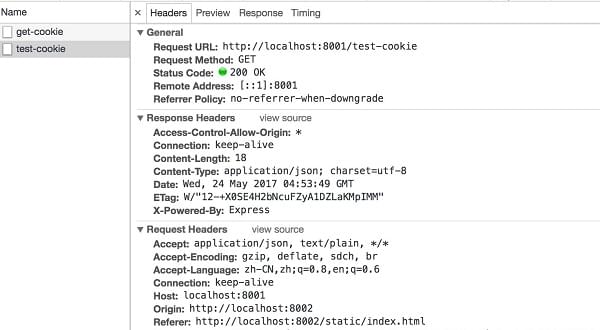 Name
get-cookie
test-cookie
× Headers Preview Response Timing
▼ General
Request URL: http://localhost:8001/test-cookie
Request Method: GET
Status Code: 200 OK
Remote Address: [::1]:8001
Referrer Policy: no-referrer-when-downgrade
▼ Response Headers view source
Access-Control-Allow-Origin: *
Connection: keep-alive
Content-Length: 18
Content-Type: application/json; charset=utf-8
Date: Wed, 24 May 2017 04:53:49 GMT
ETag: W/"12-+X0SE4H2bNcuFZyA1DZLaKMpIMM"
X-Powered-By: Express
▼ Request Headers view source
Accept: application/json, text/plain, */*
Accept-Encoding: gzip, deflate, sdch, br
Accept-Language: zh-CN,zh;q=0.8,en;q=0.6
Connection: keep-alive
Host: localhost:8001
Origin: http://localhost:8002
Referer: http://localhost:8002/static/index.html